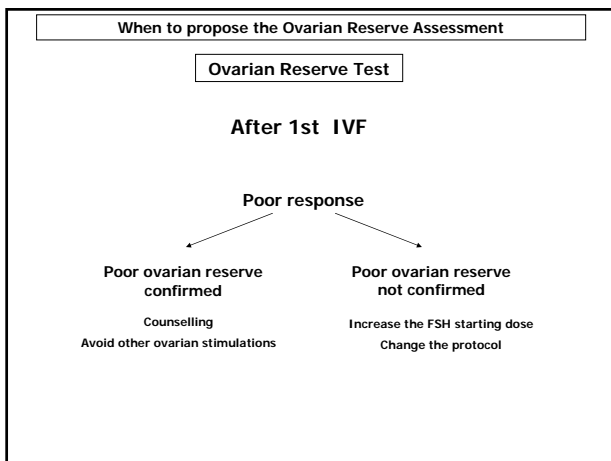 When to propose the Ovarian Reserve Assessment
Ovarian Reserve Test
After 1st IVF
Poor response
Poor ovarian reserve
confirmed
Counselling
Avoid other ovarian stimulations
Poor ovarian reserve
not confirmed
Increase the FSH starting dose
Change the protocol